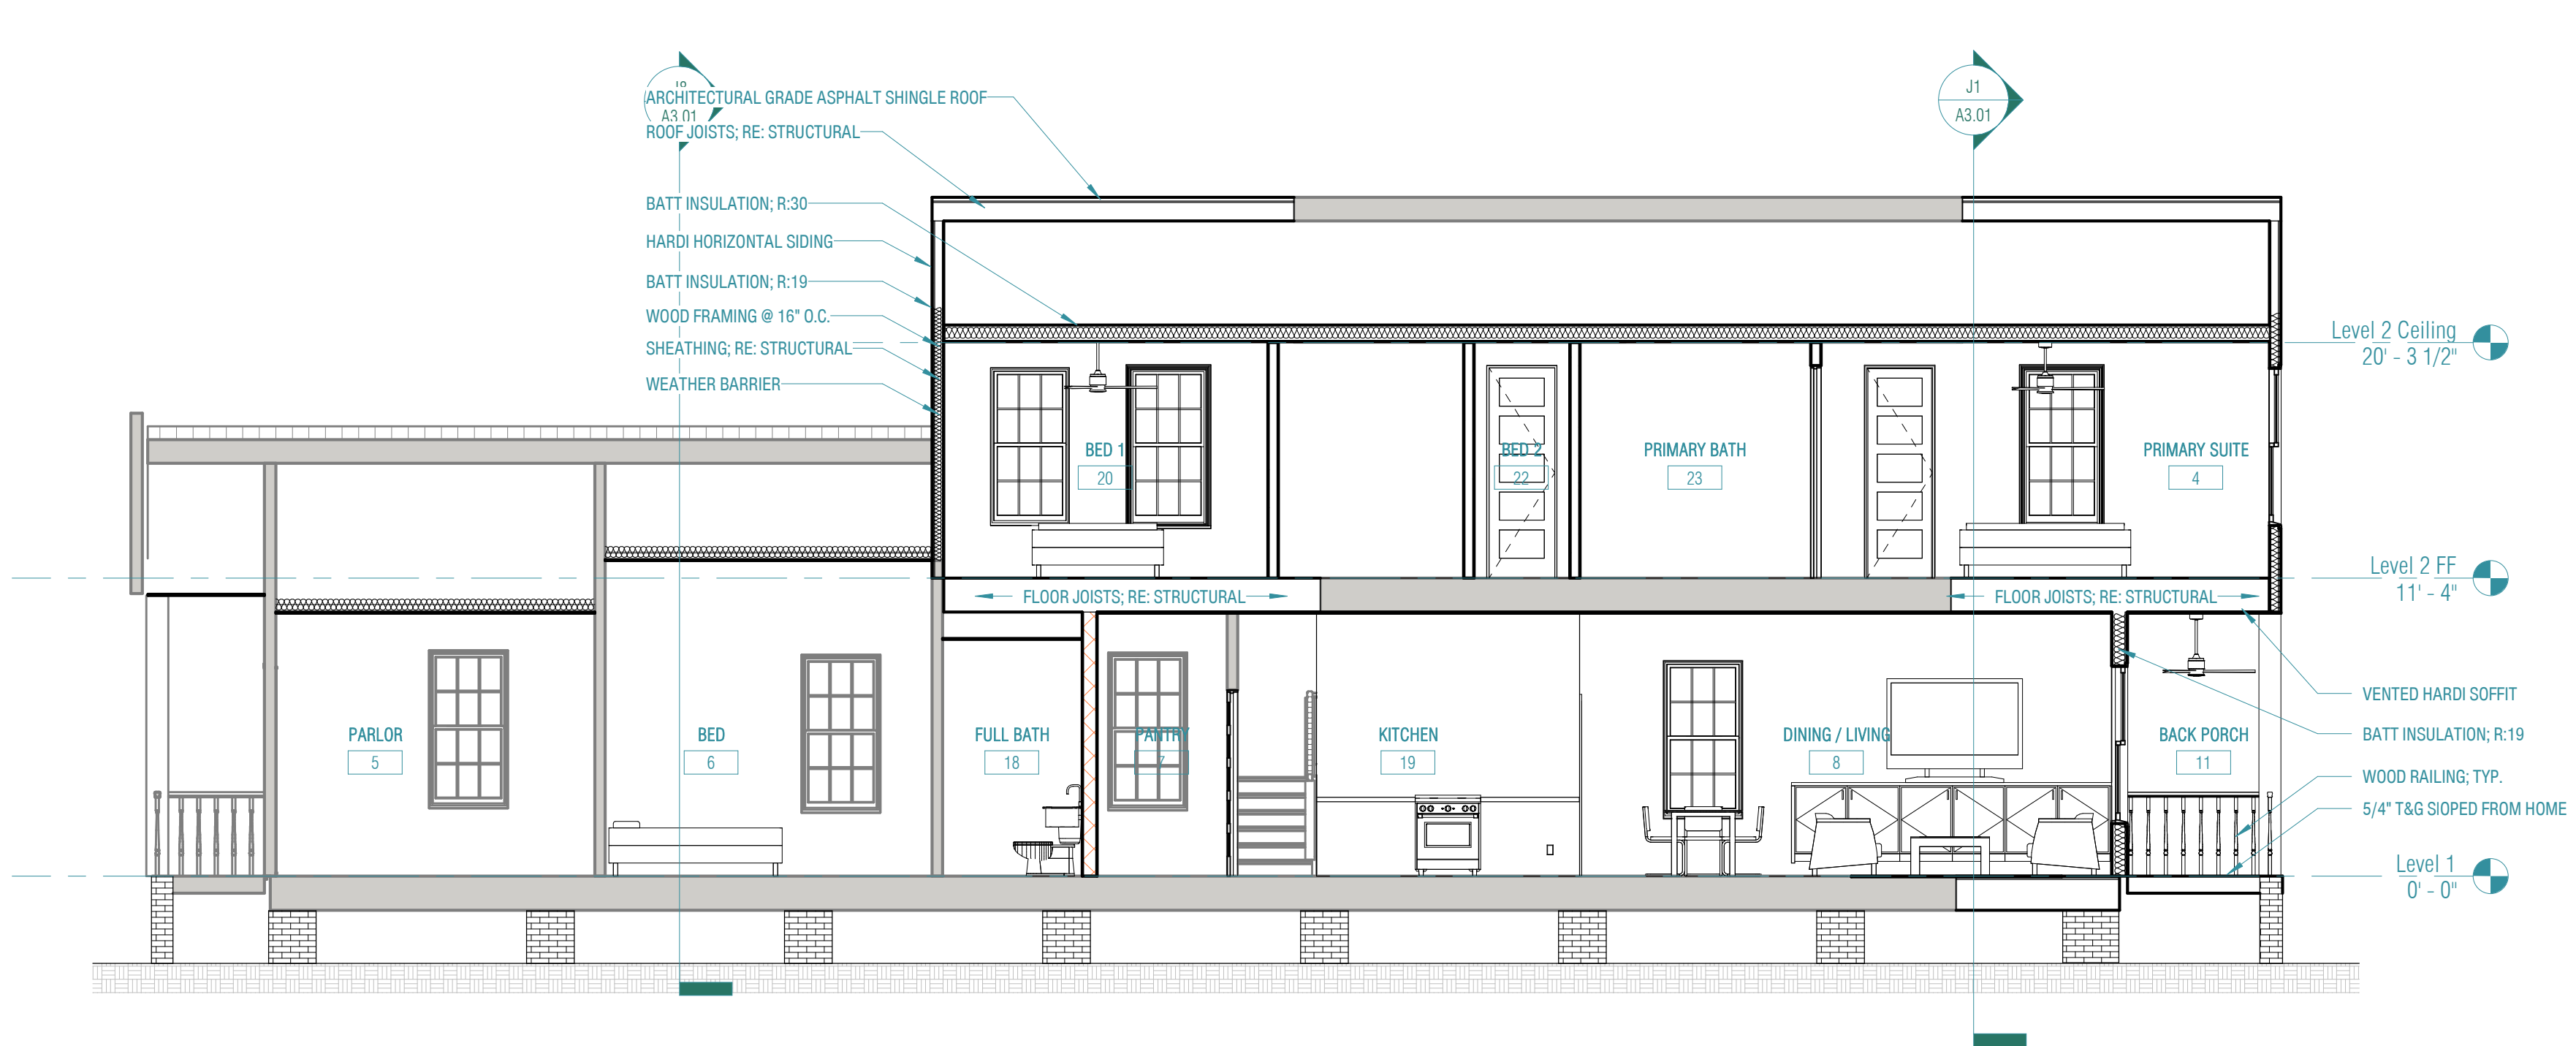 J8
A3.01
ARCHITECTURAL GRADE ASPHALT SHINGLE ROOF
ROOF JOISTS; RE: STRUCTURAL
BATT INSULATION; R:30
HARDI HORIZONTAL SIDING
BATT INSULATION; R:19
WOOD FRAMING @ 16" O.C.
SHEATHING; RE: STRUCTURAL
WEATHER BARRIER
J1
A3.01
Level 2 Ceiling
20' - 3 1/2"
BED 1
20
BED 2
22
PRIMARY BATH
23
PRIMARY SUITE
4
Level 2 FF
11' - 4"
FLOOR JOISTS; RE: STRUCTURAL
FLOOR JOISTS; RE: STRUCTURAL
PARLOR
5
BED
6
FULL BATH
18
PANTRY
7
KITCHEN
19
DINING / LIVING
8
BACK PORCH
11
VENTED HARDI SOFFIT
BATT INSULATION; R:19
WOOD RAILING; TYP.
5/4" T&G SlOPED FROM HOME
Level 1
0' - 0"